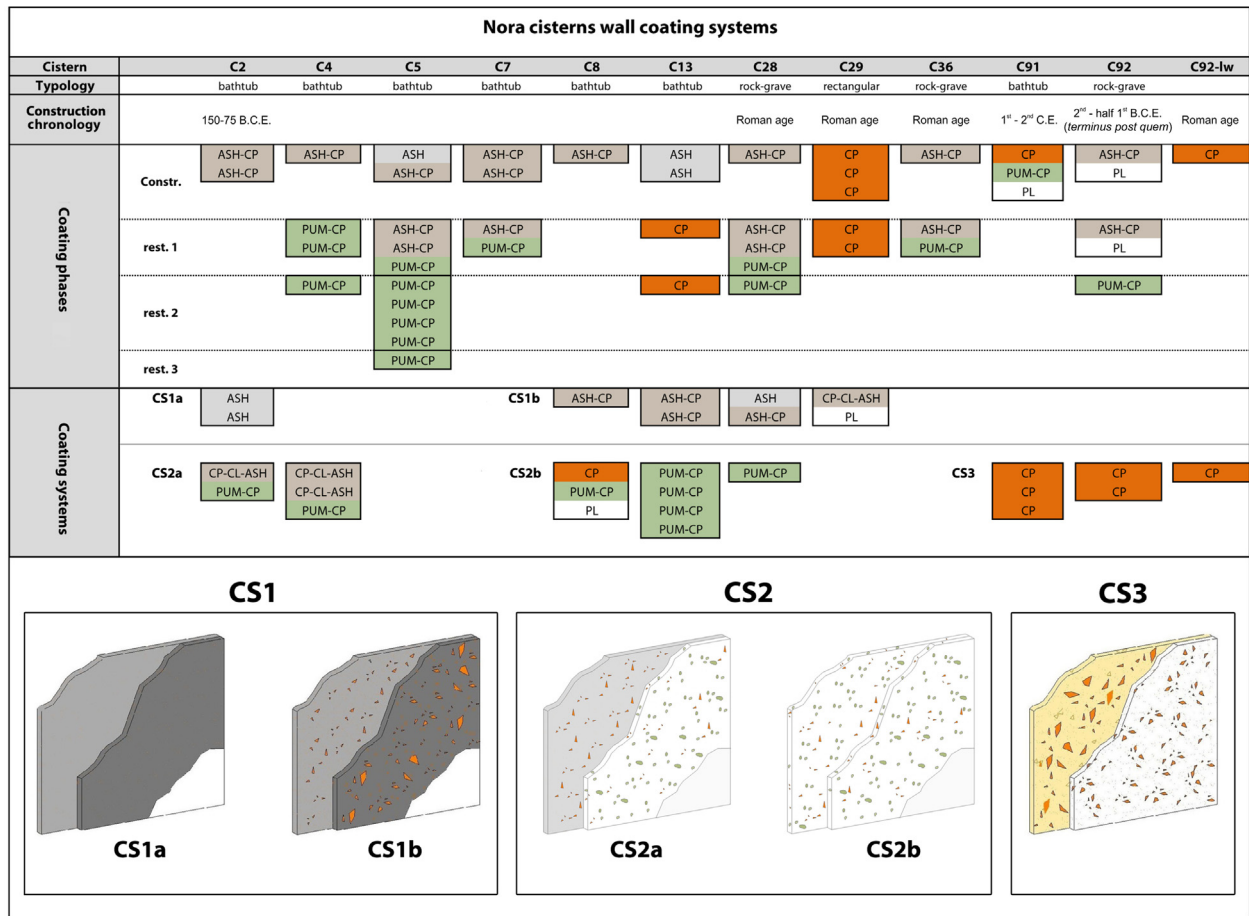 Nora cisterns wall coating systems
Cistern C2 C4 C5 C7 C8 C13 C28 C29 C36 C91 C92 C92-lw
Typology bathtub bathtub bathtub bathtub bathtub bathtub rock-grave rectangular rock-grave bathtub rock-grave
Construction chronology 150-75 B.C.E. Roman age Roman age Roman age 1st - 2nd C.E. 2nd - half 1st B.C.E. (terminus post quem) Roman age
Coating phases
Constr.
ASH-CP ASH-CP ASH ASH-CP ASH-CP ASH ASH-CP CP ASH-CP CP ASH-CP CP
ASH-CP ASH-CP ASH-CP ASH CP PUM-CP PL
CP PL
rest. 1
PUM-CP ASH-CP ASH-CP CP ASH-CP CP ASH-CP ASH-CP
PUM-CP ASH-CP PUM-CP ASH-CP CP PUM-CP PL
PUM-CP PUM-CP
rest. 2
PUM-CP PUM-CP CP PUM-CP PUM-CP
PUM-CP
PUM-CP
PUM-CP
rest. 3
PUM-CP
Coating systems
CS1a ASH CS1b ASH-CP ASH-CP ASH CP-CL-ASH
ASH ASH-CP ASH-CP PL
CS2a CP-CL-ASH CP-CL-ASH CS2b CP PUM-CP PUM-CP CS3 CP CP CP
PUM-CP CP-CL-ASH PUM-CP PUM-CP CP CP
PUM-CP PL PUM-CP CP
PUM-CP
CS1 CS2 CS3
CS1a CS1b CS2a CS2b